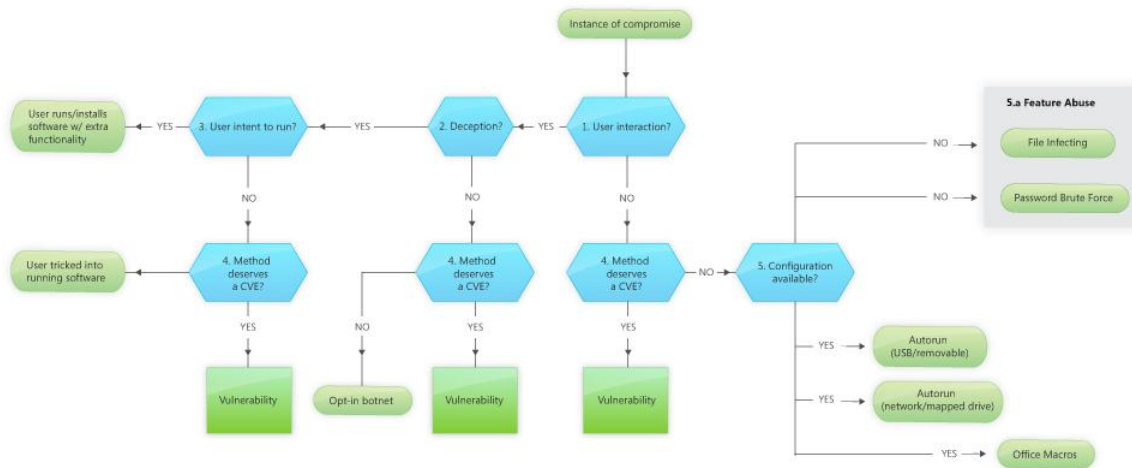 Instance of compromise
5.a Feature Abuse
User runs/installs
software w/ extra
functionality
YES
3. User intent to run?
YES
2. Deception?
YES
1. User interaction?
NO
File Infecting
NO
Password Brute Force
NO
NO
NO
User tricked into
running software
4. Method
deserves
a CVE?
4. Method
deserves
a CVE?
4. Method
deserves
a CVE?
NO
5. Configuration
available?
YES
NO
YES
YES
YES
Autorun
(USB/removable)
Vulnerability
Opt-in botnet
Vulnerability
Vulnerability
YES
Autorun
(network/mapped drive)
YES
Office Macros